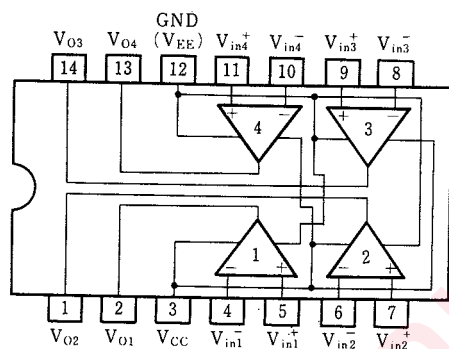 GND
V_O3 V_O4 (V_EE) V_in4^+ V_in4^- V_in3^+ V_in3^-
14 13 12 11 10 9 8
+ − + −
4 3
1 2
− + − +
1 2 3 4 5 6 7
V_O2 V_O1 V_CC V_in1^- V_in1^+ V_in2^- V_in2^+